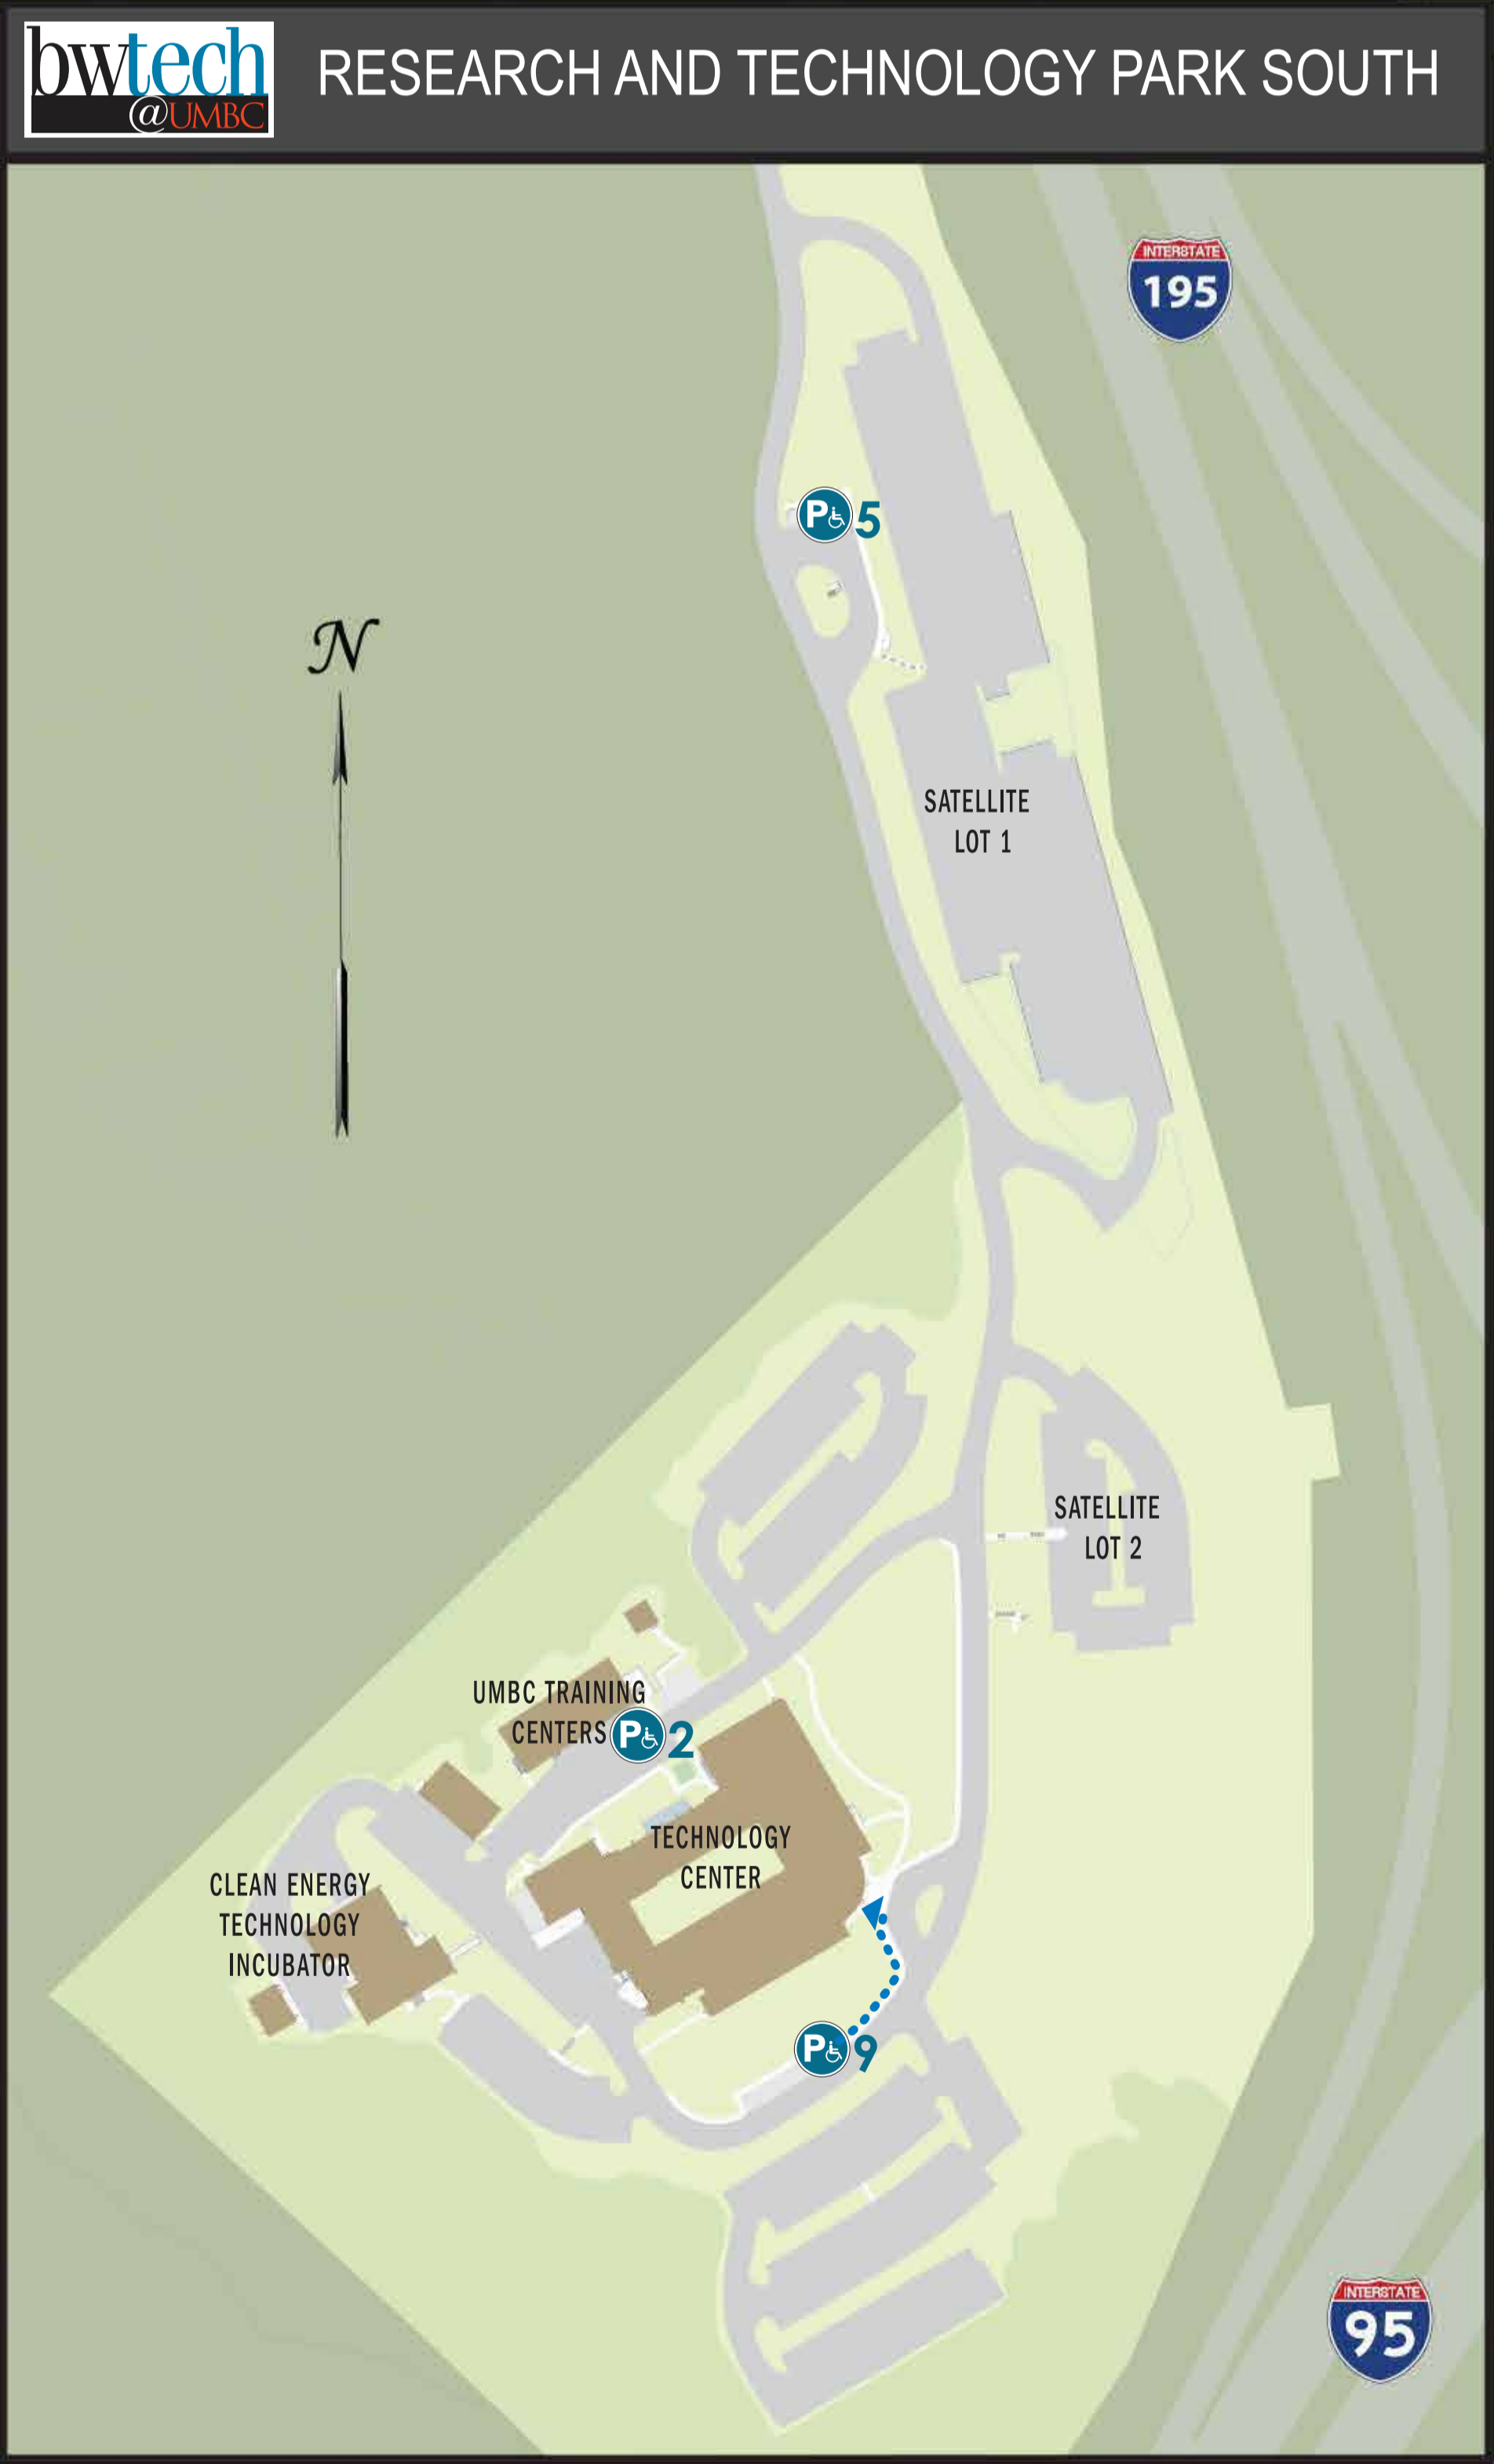 bwtech
@UMBC
RESEARCH AND TECHNOLOGY PARK SOUTH
INTERSTATE
195
P 5
N
SATELLITE
LOT 1
SATELLITE
LOT 2
UMBC TRAINING
CENTERS P 2
TECHNOLOGY
CENTER
CLEAN ENERGY
TECHNOLOGY
INCUBATOR
P 9
INTERSTATE
95